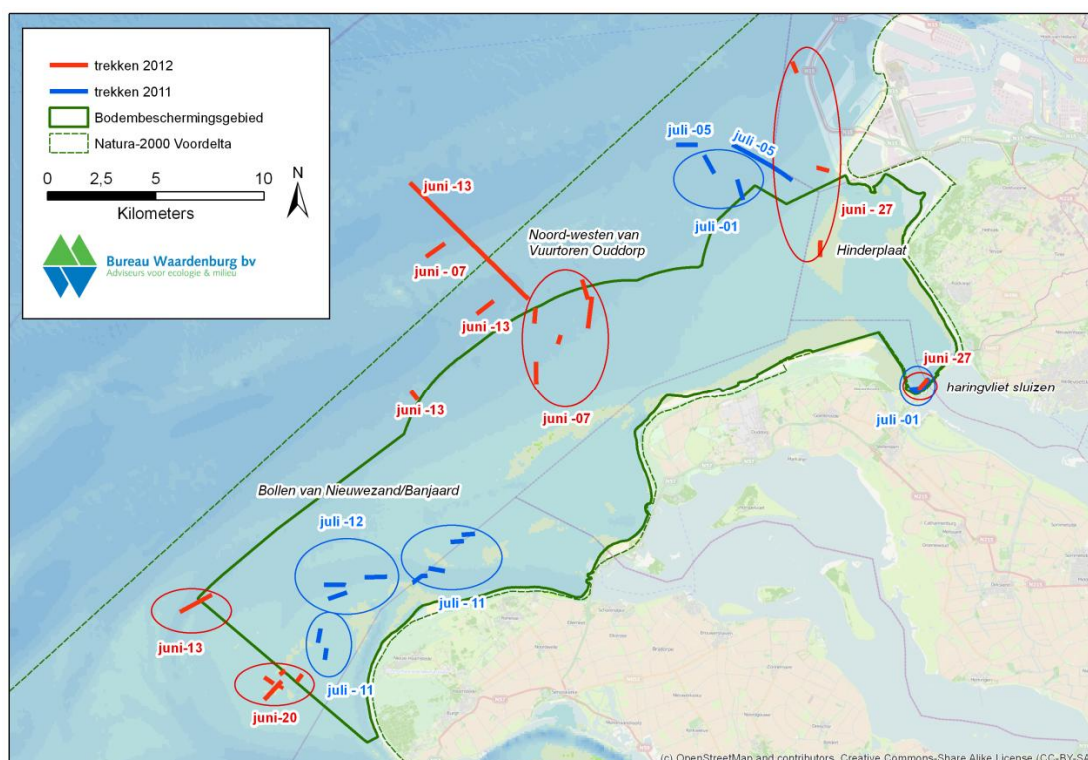 trekken 2012
trekken 2011
Bodembeschermingsgebied
Natura-2000 Voordelta
0 2,5 5 10
Kilometers
N
Bureau Waardenburg bv
Adviseurs voor ecologie & milieu
juli -05
juli -05
juni -13
juli -01
juni - 27
Noord-westen van
Vuurtoren Ouddorp
Hinderplaat
juni - 07
juni -13
juni -27
haringvliet sluizen
juni -13
juni -07
juli -01
Bollen van Nieuwezand/Banjaard
juli -12
juli - 11
juni-13
juli - 11
juni-20
(c) OpenStreetMap and contributors, Creative Commons-Share Alike License (CC-BY-SA